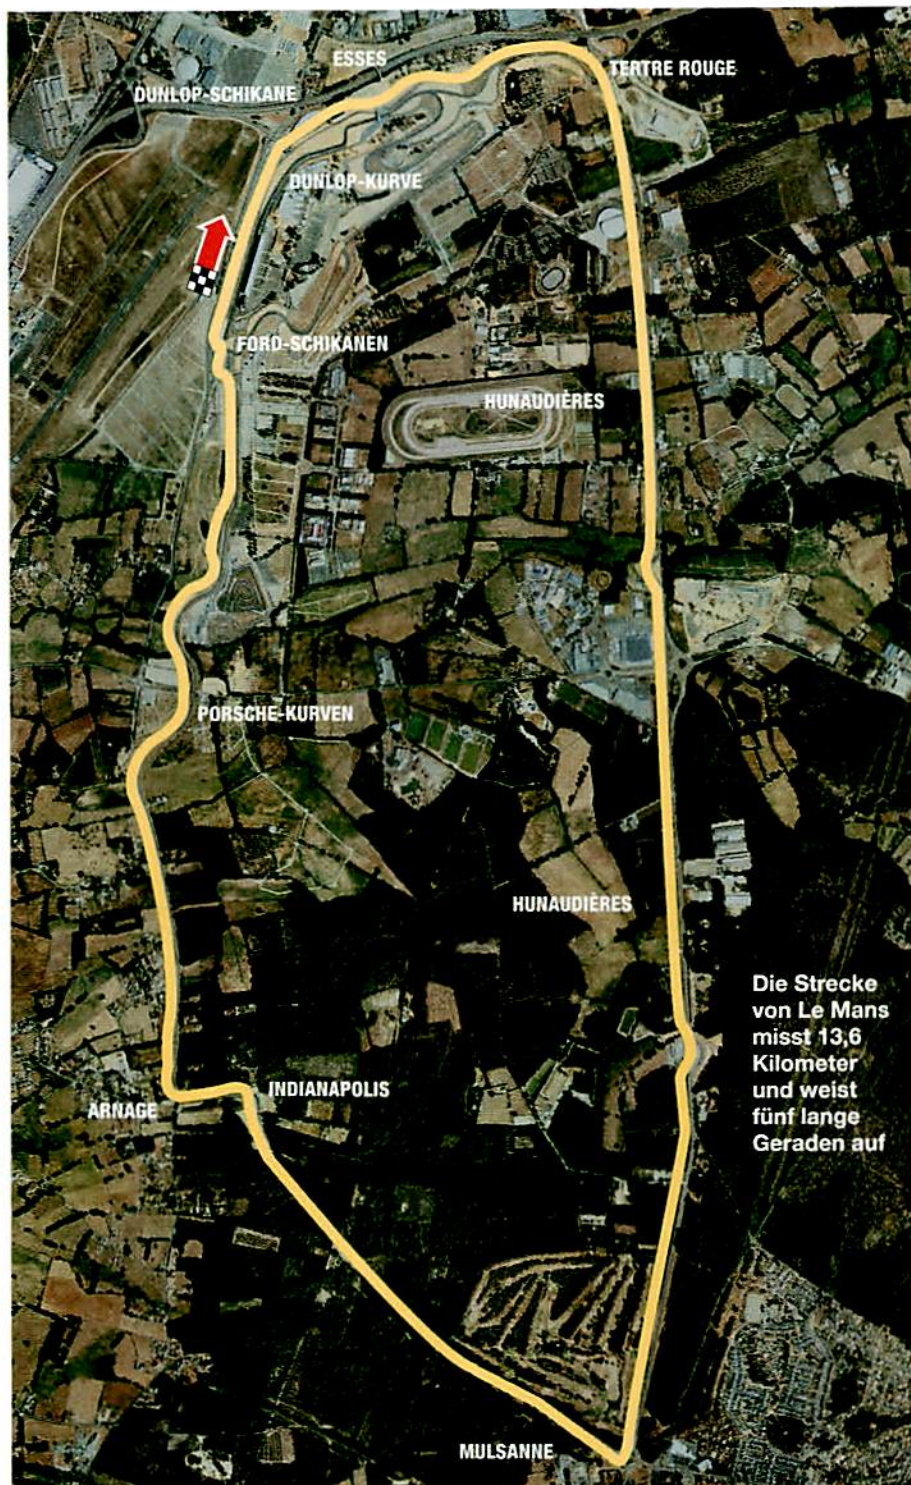 ESSES
TERTRE ROUGE
DUNLOP-SCHIKANE
DUNLOP-KURVE
FORD-SCHIKANEN
HUNAUDIÈRES
PORSCHE-KURVEN
HUNAUDIÈRES
Die Strecke
von Le Mans
misst 13,6
Kilometer
und weist
fünf lange
Geraden auf
INDIANAPOLIS
ARNAGE
MULSANNE